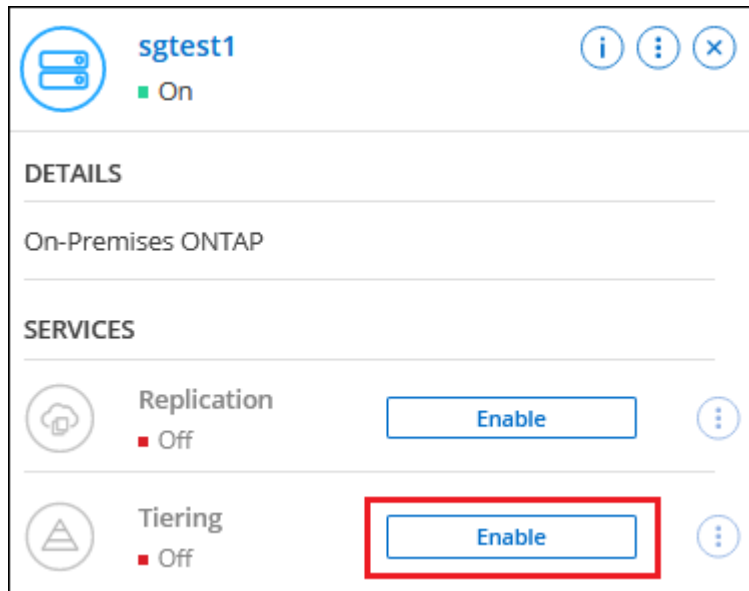 sgtest1
On
DETAILS
On-Premises ONTAP
SERVICES
Replication
Enable
Off
Tiering
Enable
Off